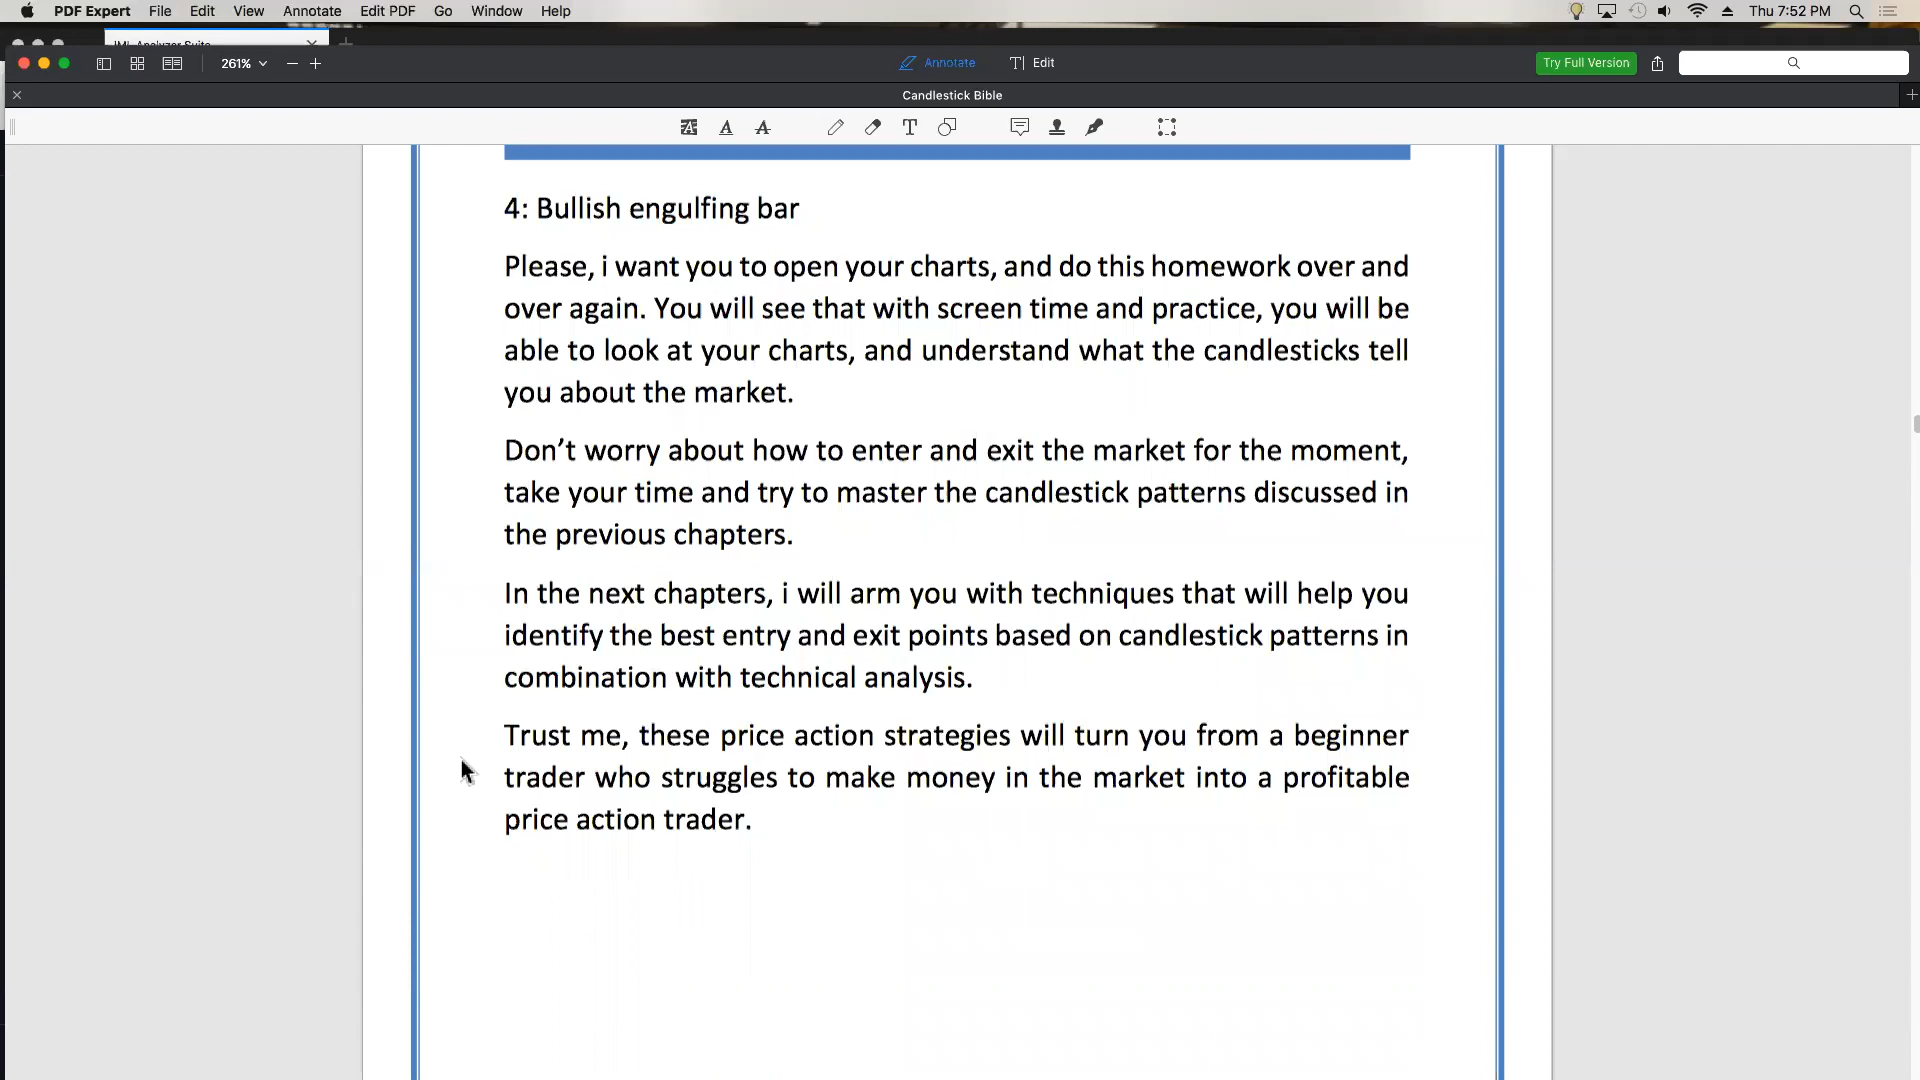 PDF Expert File Edit View Annotate Edit PDF Go Window Help Thu 7:52 PM
IML Analyzer Suite
261% Annotate Edit Try Full Version
Candlestick Bible
4: Bullish engulfing bar
Please, i want you to open your charts, and do this homework over and
over again. You will see that with screen time and practice, you will be
able to look at your charts, and understand what the candlesticks tell
you about the market.
Don’t worry about how to enter and exit the market for the moment,
take your time and try to master the candlestick patterns discussed in
the previous chapters.
In the next chapters, i will arm you with techniques that will help you
identify the best entry and exit points based on candlestick patterns in
combination with technical analysis.
Trust me, these price action strategies will turn you from a beginner
trader who struggles to make money in the market into a profitable
price action trader.